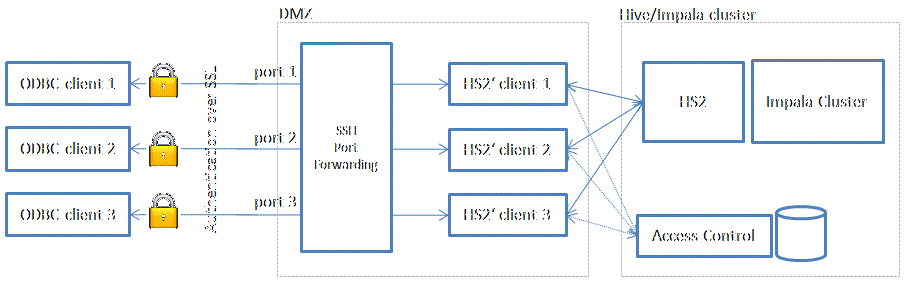 DMZ
Hive/Impala cluster
ODBC client 1
port 1
HS2' client 1
HS2
Impala Cluster
ODBC client 2
port 2
SSH
Port
Forwarding
HS2' client 2
ODBC client 3
port 3
HS2' client 3
Access Control
Authentication over SSL